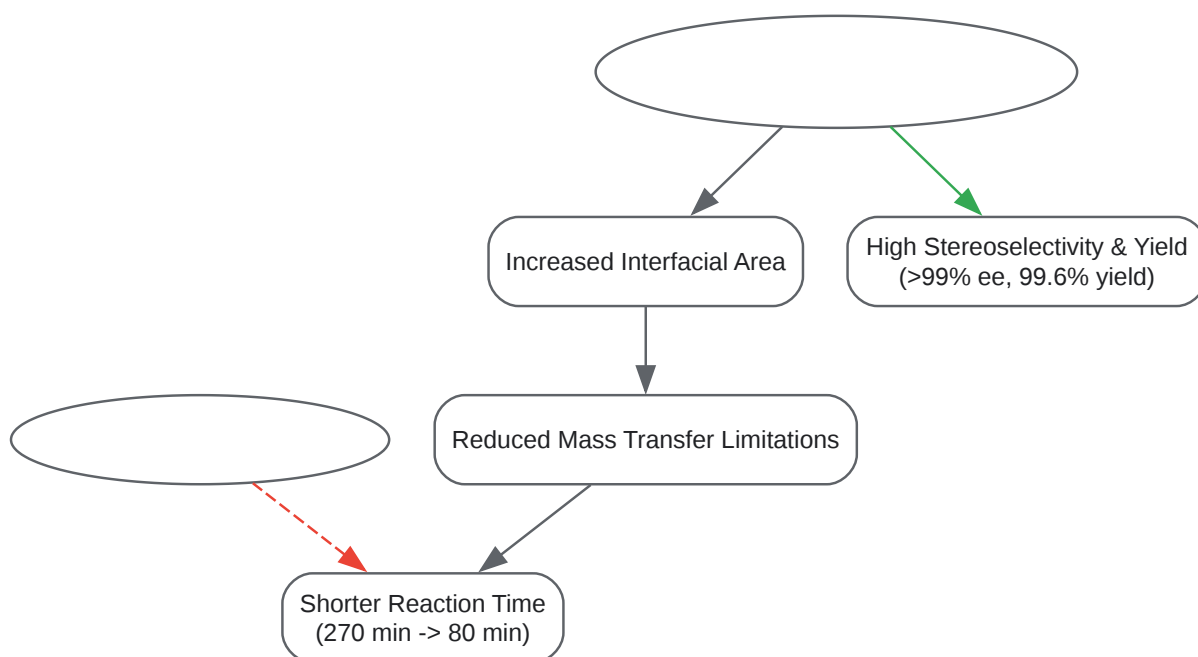 Increased Interfacial Area
High Stereoselectivity & Yield
(>99% ee, 99.6% yield)
Reduced Mass Transfer Limitations
Shorter Reaction Time
(270 min -> 80 min)